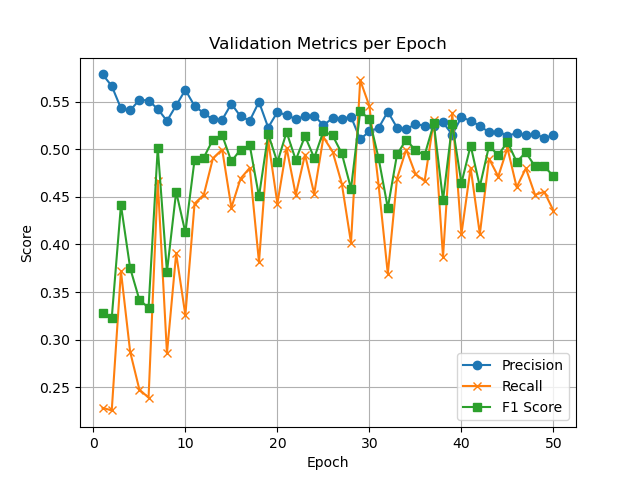 Validation Metrics per Epoch
Score
0.55
0.50
0.45
0.40
0.35
0.30
0.25
Precision
Recall
F1 Score
0 10 20 30 40 50
Epoch